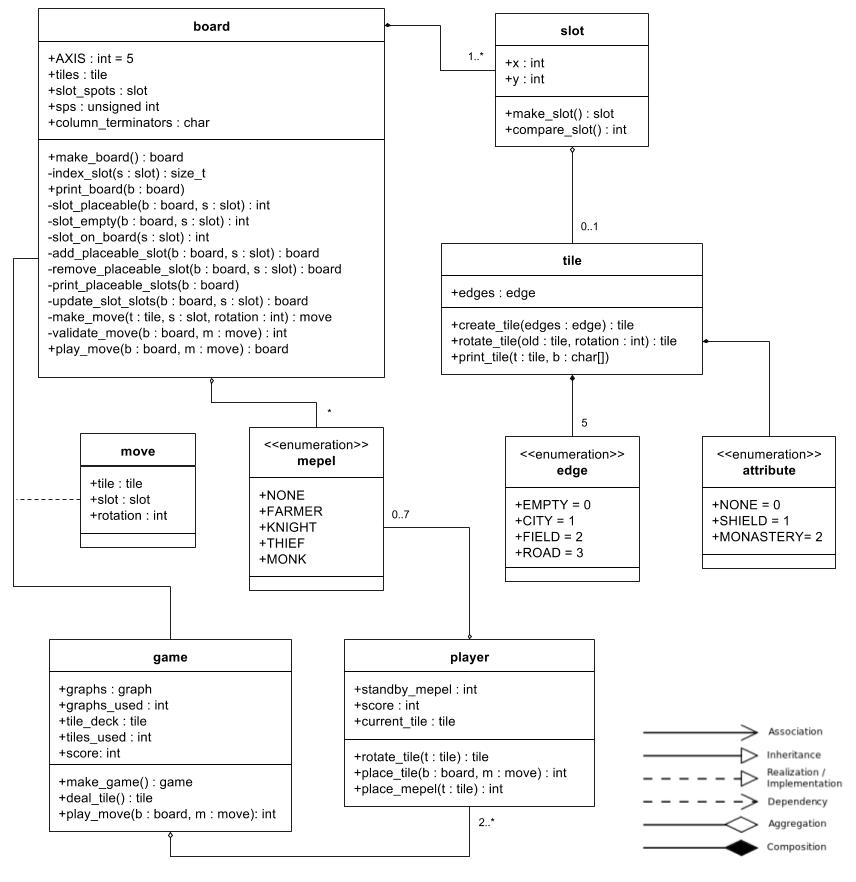 board
+AXIS : int = 5
+tiles : tile
+slot_spots : slot
+sps : unsigned int
+column_terminators : char
+make_board() : board
-index_slot(s : slot) : size_t
+print_board(b : board)
-slot_placeable(b : board, s : slot) : int
-slot_empty(b : board, s : slot) : int
-slot_on_board(s : slot) : int
-add_placeable_slot(b : board, s : slot) : board
-remove_placeable_slot(b : board, s : slot) : board
-print_placeable_slots(b : board)
-update_slot_slots(b : board, s : slot) : board
-make_move(t : tile, s : slot, rotation : int) : move
-validate_move(b : board, m : move) : int
+play_move(b : board, m : move) : board
1..*
slot
+x : int
+y : int
+make_slot() : slot
+compare_slot() : int
0..1
tile
+edges : edge
+create_tile(edges : edge) : tile
+rotate_tile(old : tile, rotation : int) : tile
+print_tile(t : tile, b : char[])
*
5
move
+tile : tile
+slot : slot
+rotation : int
<<enumeration>>
mepel
+NONE
+FARMER
+KNIGHT
+THIEF
+MONK
0..7
<<enumeration>>
edge
+EMPTY = 0
+CITY = 1
+FIELD = 2
+ROAD = 3
<<enumeration>>
attribute
+NONE = 0
+SHIELD = 1
+MONASTERY= 2
game
+graphs : graph
+graphs_used : int
+tile_deck : tile
+tiles_used : int
+score: int
+make_game() : game
+deal_tile() : tile
+play_move(b : board, m : move): int
player
+standby_mepel : int
+score : int
+current_tile : tile
+rotate_tile(t : tile) : tile
+place_tile(b : board, m : move) : int
+place_mepel(t : tile) : int
2..*
Association
Inheritance
Realization /
Implementation
Dependency
Aggregation
Composition